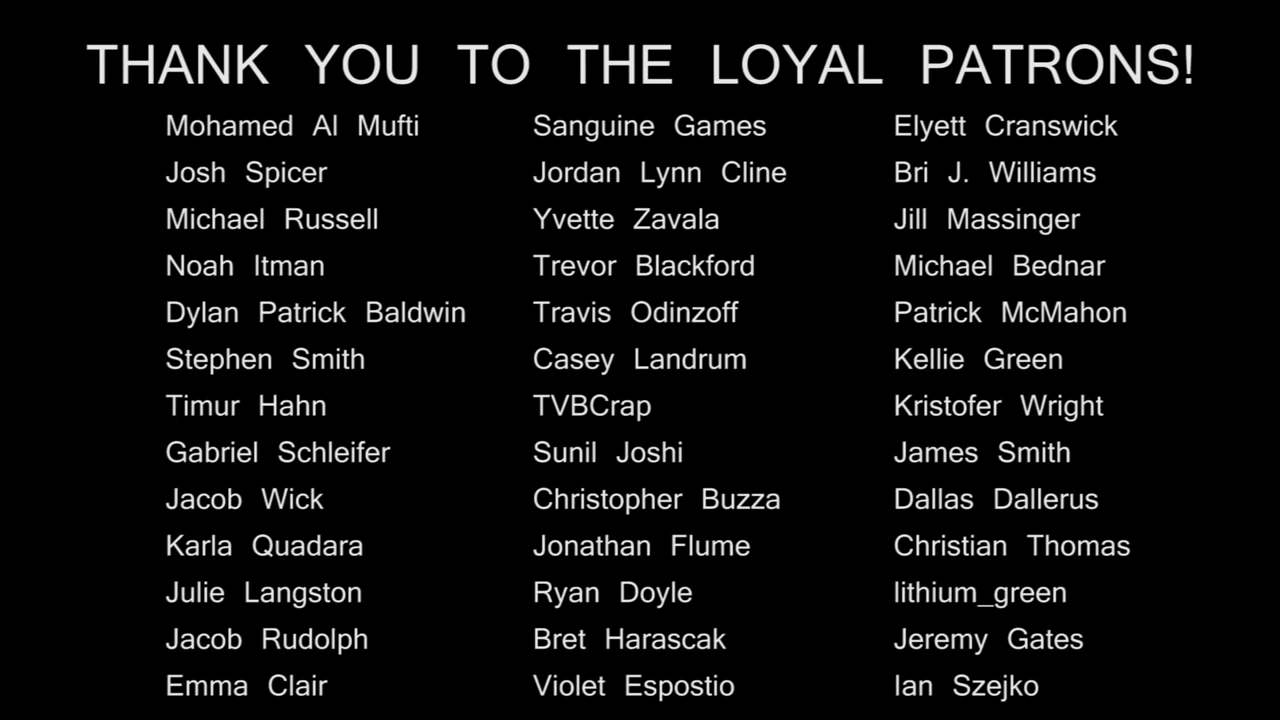 THANK YOU TO THE LOYAL PATRONS!
Mohamed Al Mufti
Josh Spicer
Michael Russell
Noah Itman
Dylan Patrick Baldwin
Stephen Smith
Timur Hahn
Gabriel Schleifer
Jacob Wick
Karla Quadara
Julie Langston
Jacob Rudolph
Emma Clair
Sanguine Games
Jordan Lynn Cline
Yvette Zavala
Trevor Blackford
Travis Odinzoff
Casey Landrum
TVBCrap
Sunil Joshi
Christopher Buzza
Jonathan Flume
Ryan Doyle
Bret Harascak
Violet Espostio
Elyett Cranswick
Bri J. Williams
Jill Massinger
Michael Bednar
Patrick McMahon
Kellie Green
Kristofer Wright
James Smith
Dallas Dallerus
Christian Thomas
lithium_green
Jeremy Gates
Ian Szejko